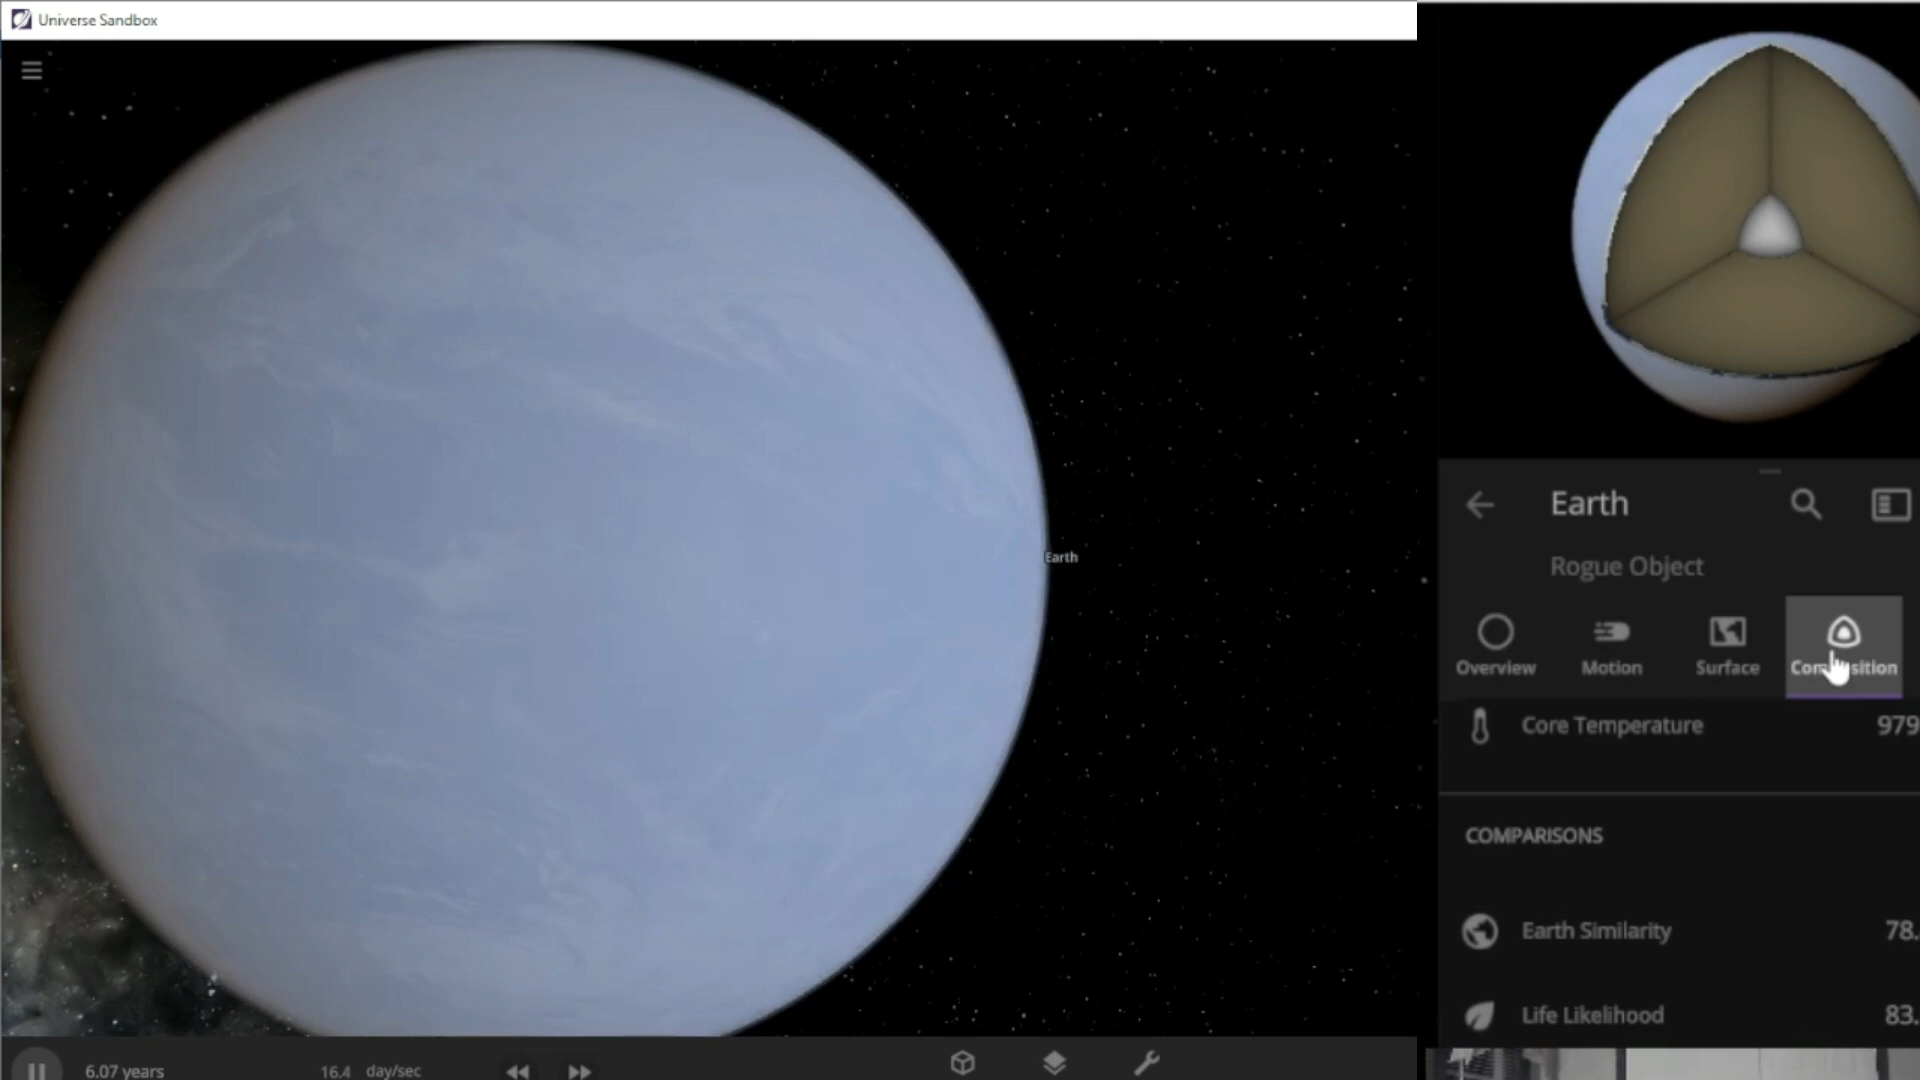 Universe Sandbox
Earth
6.07 years
16.4 day/sec
Earth
Rogue Object
Overview
Motion
Surface
Core Temperature 979
COMPARISONS
Earth Similarity 78.
Life Likelihood 83.